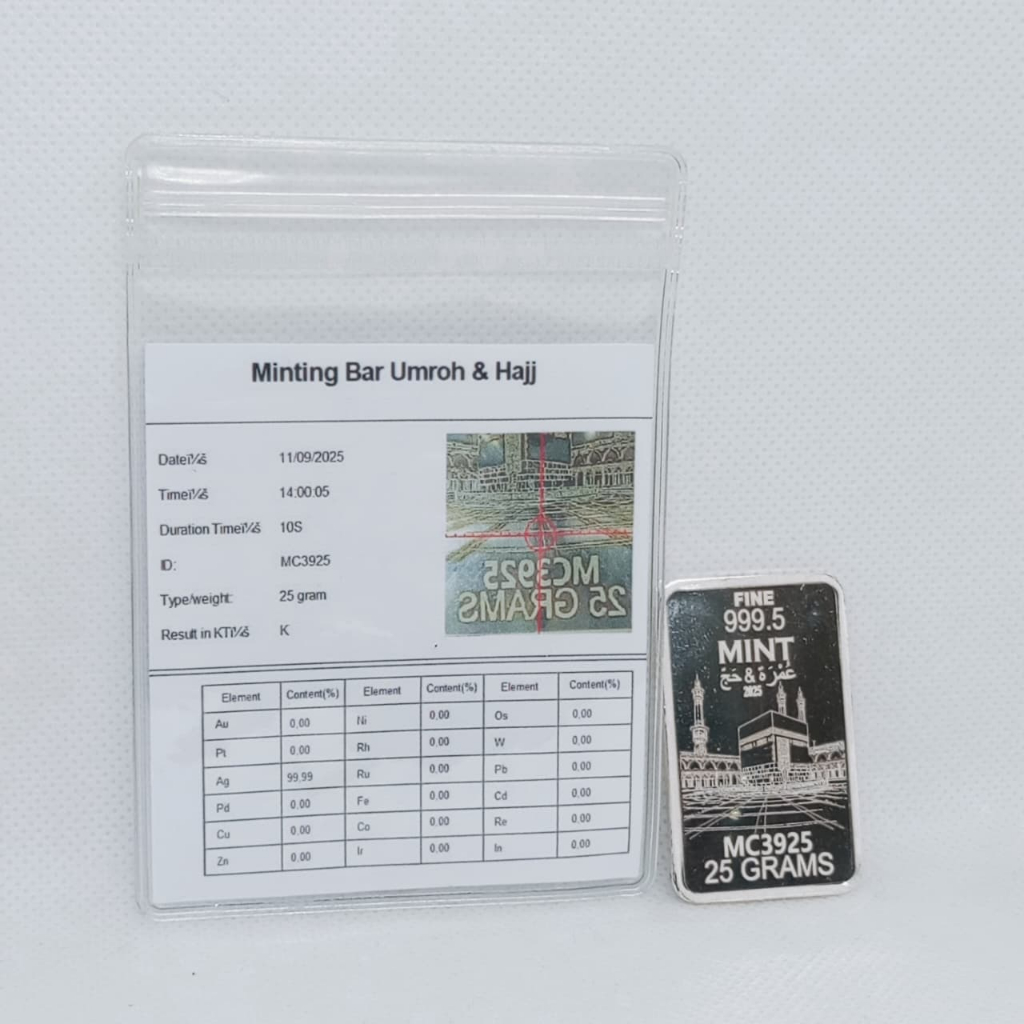 Minting Bar Umroh & Hajj
Dateï¼š 11/09/2025
Timeï¼š 14:00:05
Duration Timeï¼š 10S
ID: MC3925
Type/weight: 25 gram
Result in KTï¼š K
MC3925
25 GRAMS
Element Content(%) Element Content(%) Element Content(%)
Au 0.00 Ni 0.00 Os 0.00
Pt 0.00 Rh 0.00 W 0.00
Ag 99.99 Ru 0.00 Pb 0.00
Pd 0.00 Fe 0.00 Cd 0.00
Cu 0.00 Co 0.00 Re 0.00
Zn 0.00 Ir 0.00 In 0.00
FINE
999.5
MINT
عُمْرَة & حَجّ
2025
MC3925
25 GRAMS